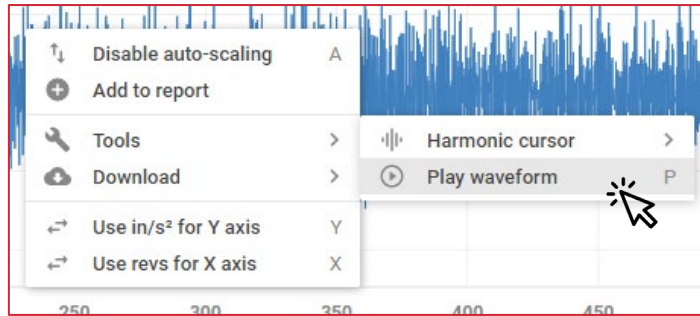 Disable auto-scaling A
Add to report
Tools
Download
Use in/s² for Y axis Y
Use revs for X axis X
Harmonic cursor
Play waveform P
250 300 350 400 450